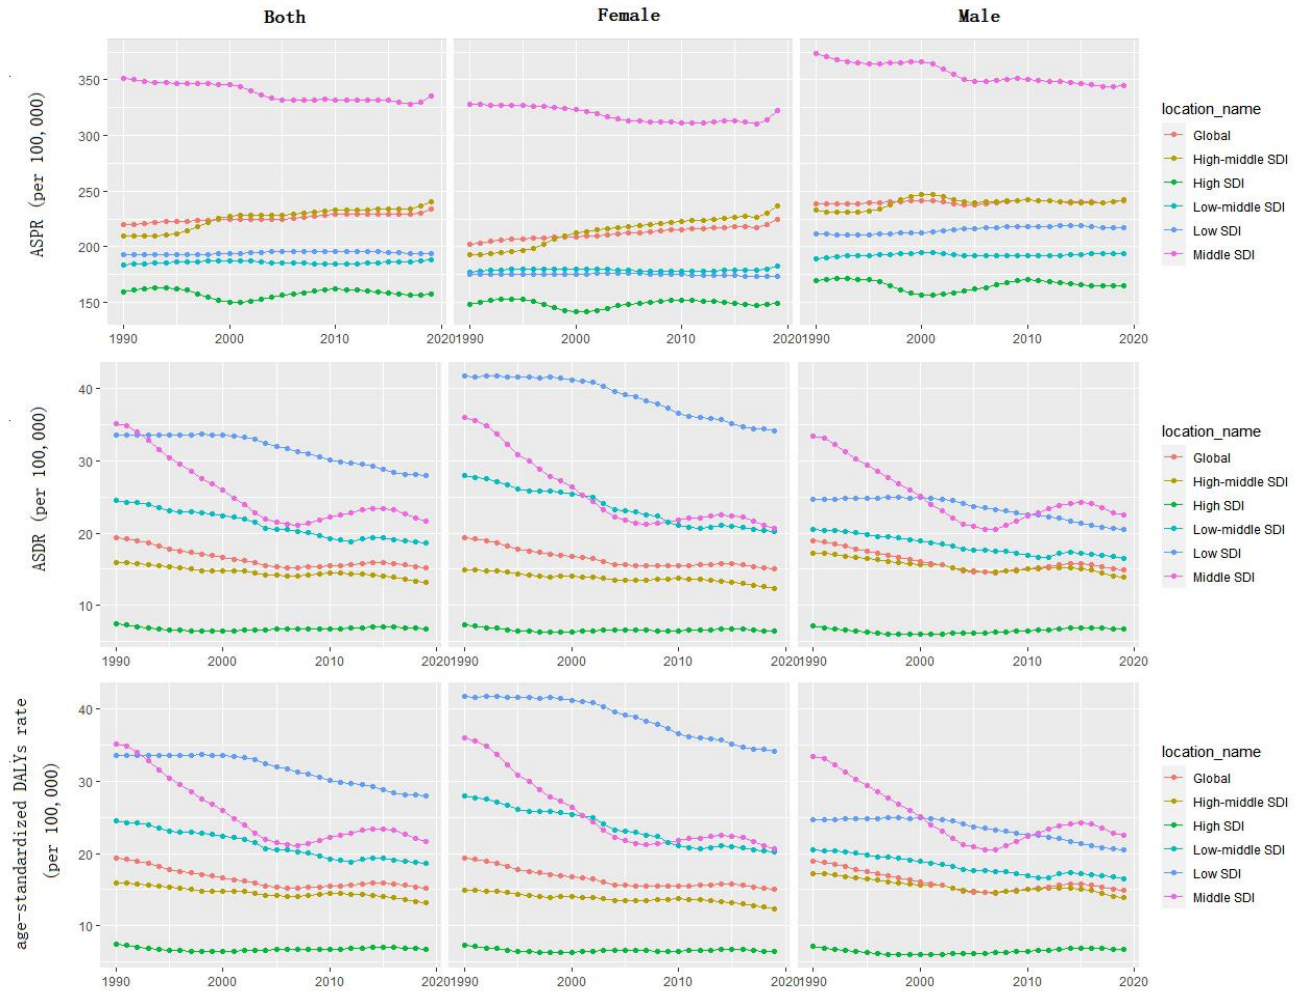 Both Female Male
ASPR (per 100,000)
350
300
250
200
150
1990 2000 2010 20201990 2000 2010 20201990 2000 2010 2020
location_name
Global
High-middle SDI
High SDI
Low-middle SDI
Low SDI
Middle SDI
ASDR (per 100,000)
40
30
20
10
1990 2000 2010 20201990 2000 2010 20201990 2000 2010 2020
location_name
Global
High-middle SDI
High SDI
Low-middle SDI
Low SDI
Middle SDI
age-standardized DALYs rate
(per 100,000)
40
30
20
10
1990 2000 2010 20201990 2000 2010 20201990 2000 2010 2020
location_name
Global
High-middle SDI
High SDI
Low-middle SDI
Low SDI
Middle SDI